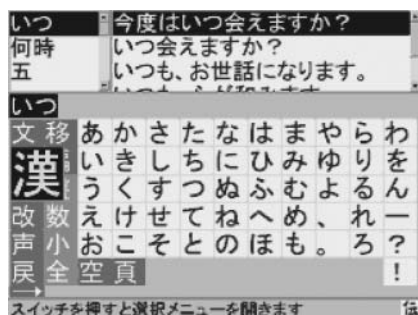 いつ 今度はいつ会えますか？
何時 いつ会えますか？
五 いつも、お世話になります。
いつ
文 移 あ か さ た な は ま や ら わ
漢 い き し ち に ひ み ゆ り を
う く す つ ぬ ふ む よ る ん
改 数 え け せ て ね へ め 、 れ ー
声 小 お こ そ と の ほ も 。 ろ ？
戻 全 空 頁 ！
スイッチを押すと選択メニューを開きます